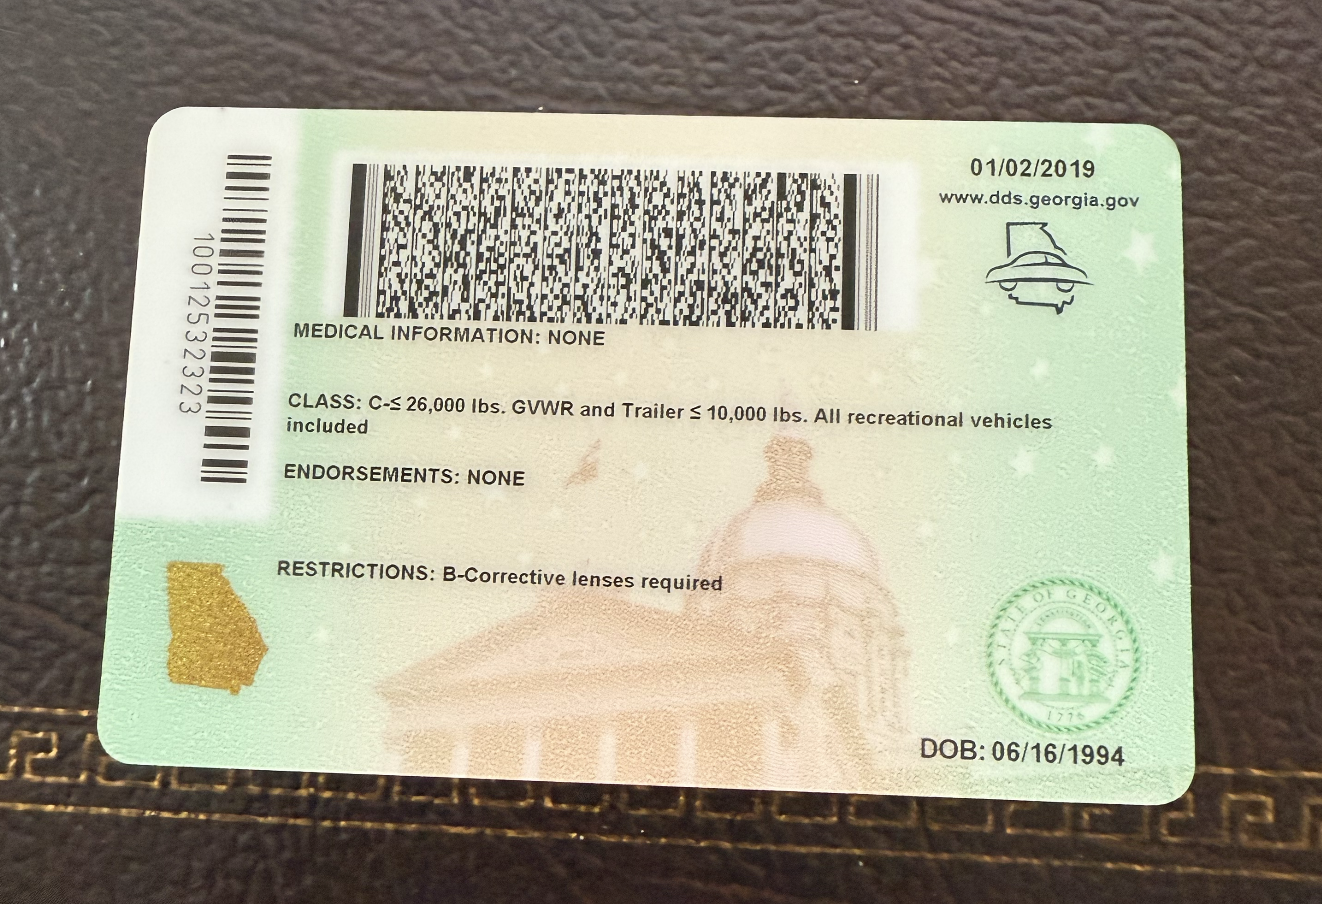 01/02/2019
www.dds.georgia.gov
1001253232323
MEDICAL INFORMATION: NONE
CLASS: C-≤ 26,000 lbs. GVWR and Trailer ≤ 10,000 lbs. All recreational vehicles
included
ENDORSEMENTS: NONE
RESTRICTIONS: B-Corrective lenses required
STATE OF GEORGIA
1776
DOB: 06/16/1994